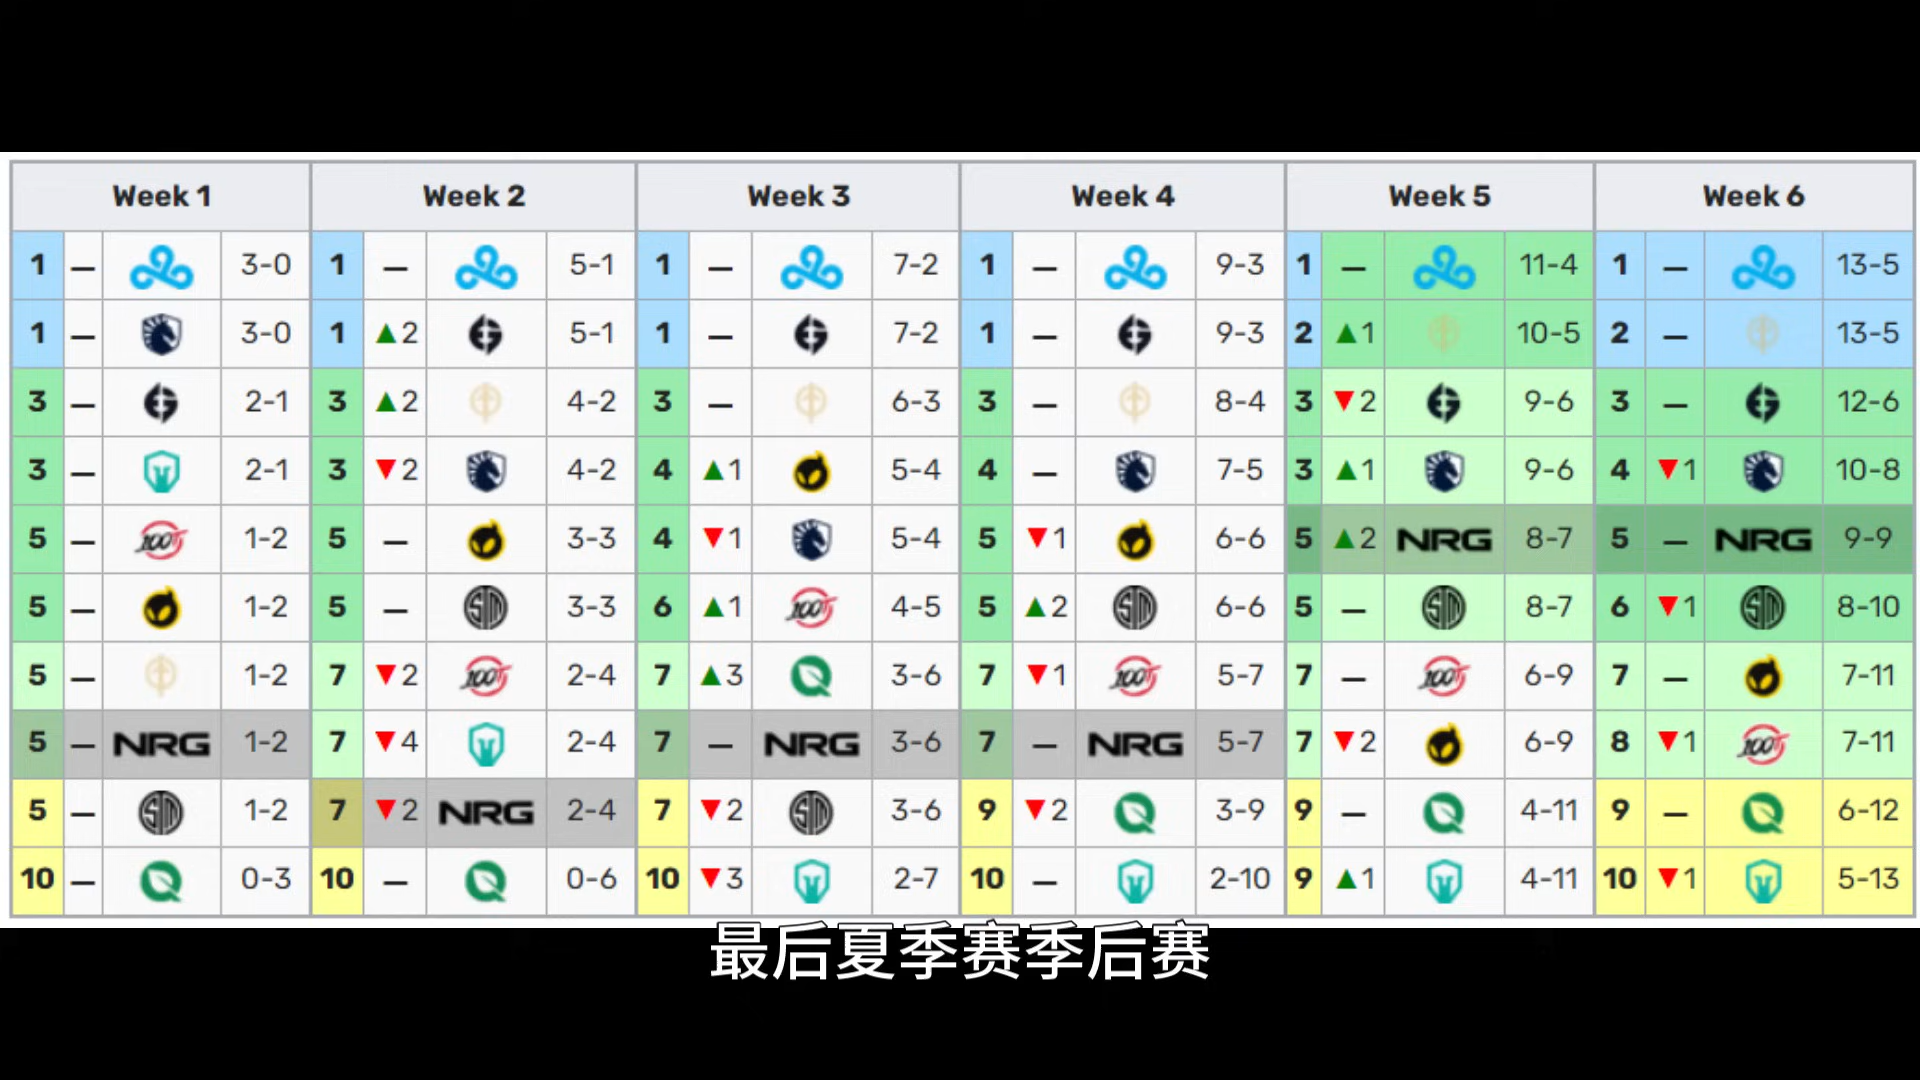 Week 1 Week 2 Week 3 Week 4 Week 5 Week 6
1 — 3-0 1 — 5-1 1 — 7-2 1 — 9-3 1 — 11-4 1 — 13-5
1 — 3-0 1 ▲2 5-1 1 — 7-2 1 — 9-3 2 ▲1 10-5 2 — 13-5
3 — 2-1 3 ▲2 4-2 3 — 6-3 3 — 8-4 3 ▼2 9-6 3 — 12-6
3 — 2-1 3 ▼2 4-2 4 ▲1 5-4 4 — 7-5 3 ▲1 9-6 4 ▼1 10-8
5 — 100T 1-2 5 — 3-3 4 ▼1 5-4 5 ▼1 6-6 5 ▲2 NRG 8-7 5 — NRG 9-9
5 — 1-2 5 — TSM 3-3 6 ▲1 100T 4-5 5 ▲2 TSM 6-6 5 — TSM 8-7 6 ▼1 TSM 8-10
5 — 1-2 7 ▼2 100T 2-4 7 ▲3 3-6 7 ▼1 100T 5-7 7 — 100T 6-9 7 — 7-11
5 — NRG 1-2 7 ▼4 2-4 7 — NRG 3-6 7 — NRG 5-7 7 ▼2 6-9 8 ▼1 100T 7-11
5 — TSM 1-2 7 ▼2 NRG 2-4 7 ▼2 TSM 3-6 9 ▼2 3-9 9 — 4-11 9 — 6-12
10 — 0-3 10 — 0-6 10 ▼3 2-7 10 — 2-10 9 ▲1 4-11 10 ▼1 5-13
最后夏季赛季后赛